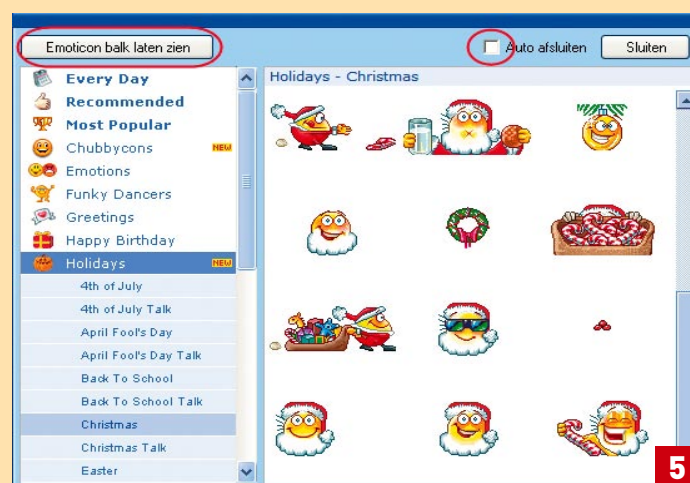 Emoticon balk laten zien
Auto afsluiten
Sluiten
Every Day
Recommended
Most Popular
Chubbycons NEW
Emotions
Funky Dancers
Greetings
Happy Birthday
Holidays NEW
4th of July
4th of July Talk
April Fool's Day
April Fool's Day Talk
Back To School
Back To School Talk
Christmas
Christmas Talk
Easter
Holidays - Christmas
5